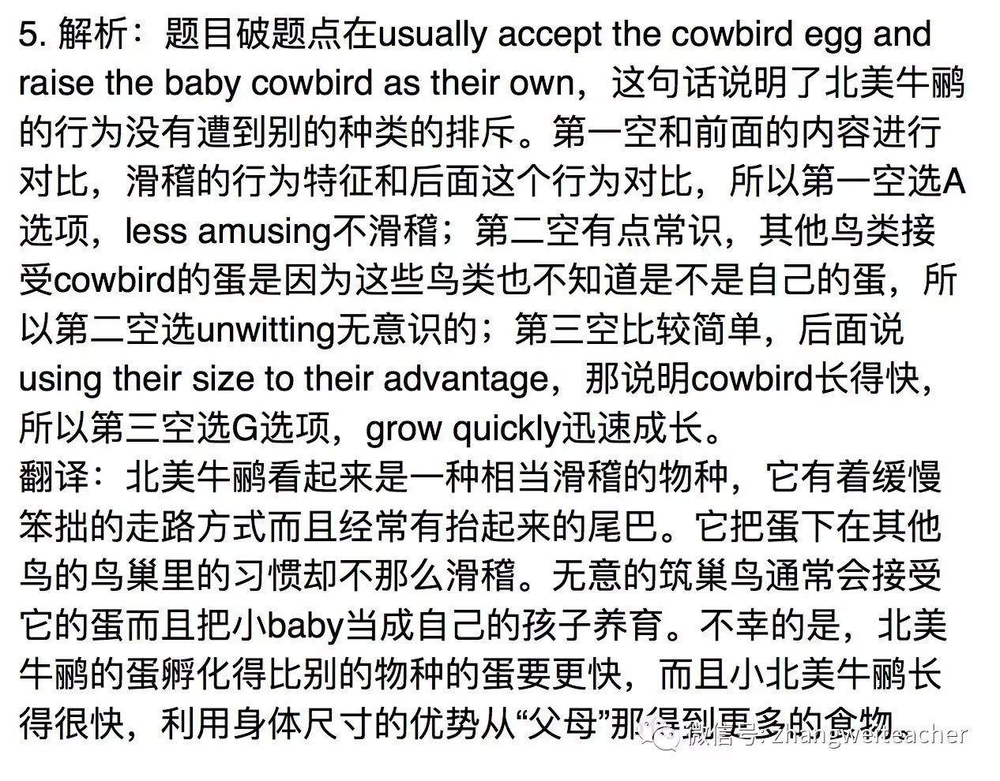 5. 解析：题目破题点在usually accept the cowbird egg and
raise the baby cowbird as their own，这句话说明了北美牛鹂
的行为没有遭到别的种类的排斥。第一空和前面的内容进行
对比，滑稽的行为特征和后面这个行为对比，所以第一空选A
选项，less amusing不滑稽；第二空有点常识，其他鸟类接
受cowbird的蛋是因为这些鸟类也不知道是不是自己的蛋，所
以第二空选unwitting无意识的；第三空比较简单，后面说
using their size to their advantage，那说明cowbird长得快，
所以第三空选G选项，grow quickly迅速成长。
翻译：北美牛鹂看起来是一种相当滑稽的物种，它有着缓慢
笨拙的走路方式而且经常有抬起来的尾巴。它把蛋下在其他
鸟的鸟巢里的习惯却不那么滑稽。无意的筑巢鸟通常会接受
它的蛋而且把小baby当成自己的孩子养育。不幸的是，北美
牛鹂的蛋孵化得比别的物种的蛋要更快，而且小北美牛鹂长
得很快，利用身体尺寸的优势从“父母”那得到更多的食物。
微信号: zhangweiteacher